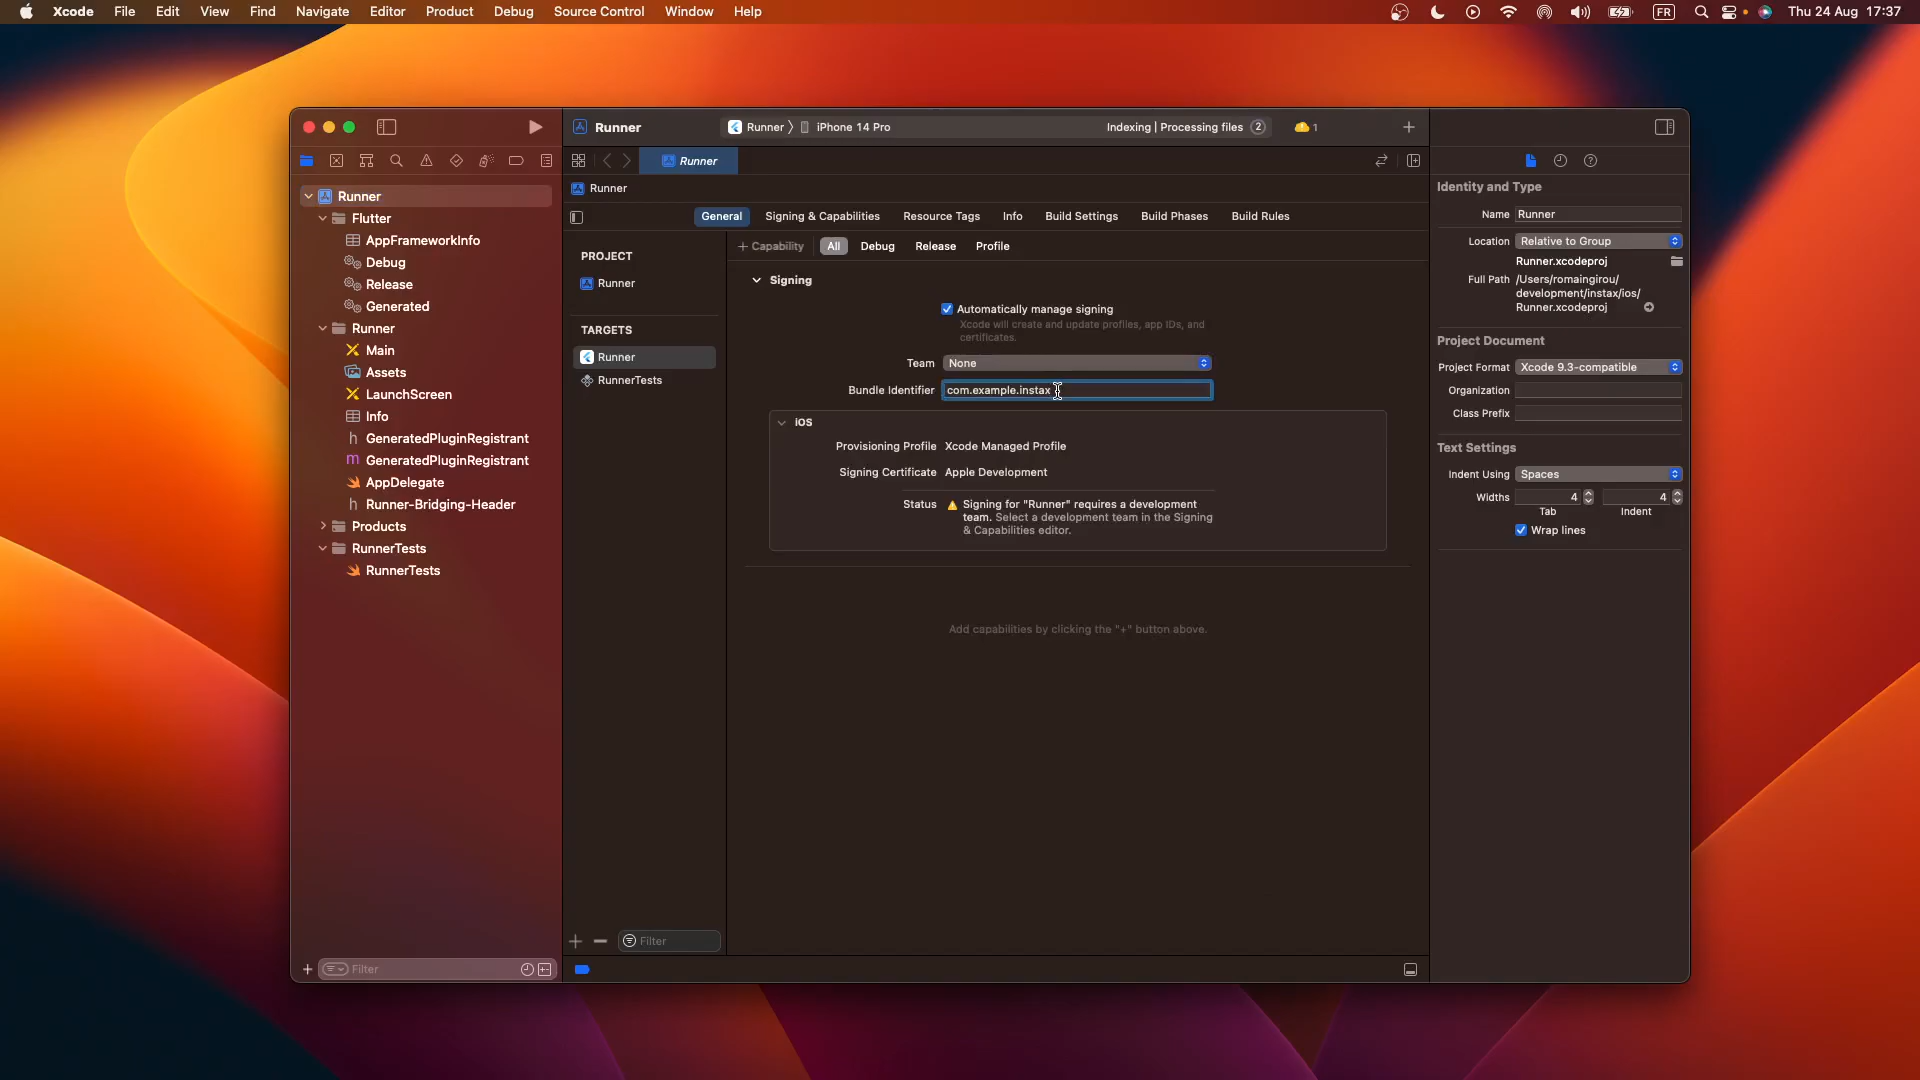 Xcode File Edit View Find Navigate Editor Product Debug Source Control Window Help
FR
Thu 24 Aug 17:37
Runner
Runner
iPhone 14 Pro
Indexing | Processing files 2
1
Runner
Runner
General
Signing & Capabilities
Resource Tags
Info
Build Settings
Build Phases
Build Rules
Runner
Flutter
AppFrameworkInfo
Debug
Release
Generated
Runner
Main
Assets
LaunchScreen
Info
h GeneratedPluginRegistrant
m GeneratedPluginRegistrant
AppDelegate
h Runner-Bridging-Header
Products
RunnerTests
RunnerTests
Filter
PROJECT
Runner
TARGETS
Runner
RunnerTests
Filter
+ Capability
All
Debug
Release
Profile
Signing
Automatically manage signing
Xcode will create and update profiles, app IDs, and
certificates.
Team None
Bundle Identifier com.example.instax
iOS
Provisioning Profile Xcode Managed Profile
Signing Certificate Apple Development
Status Signing for "Runner" requires a development
team. Select a development team in the Signing
& Capabilities editor.
Add capabilities by clicking the "+" button above.
Identity and Type
Name Runner
Location Relative to Group
Runner.xcodeproj
Full Path /Users/romaingirou/
development/instax/ios/
Runner.xcodeproj
Project Document
Project Format Xcode 9.3-compatible
Organization
Class Prefix
Text Settings
Indent Using Spaces
Widths 4 4
Tab Indent
Wrap lines